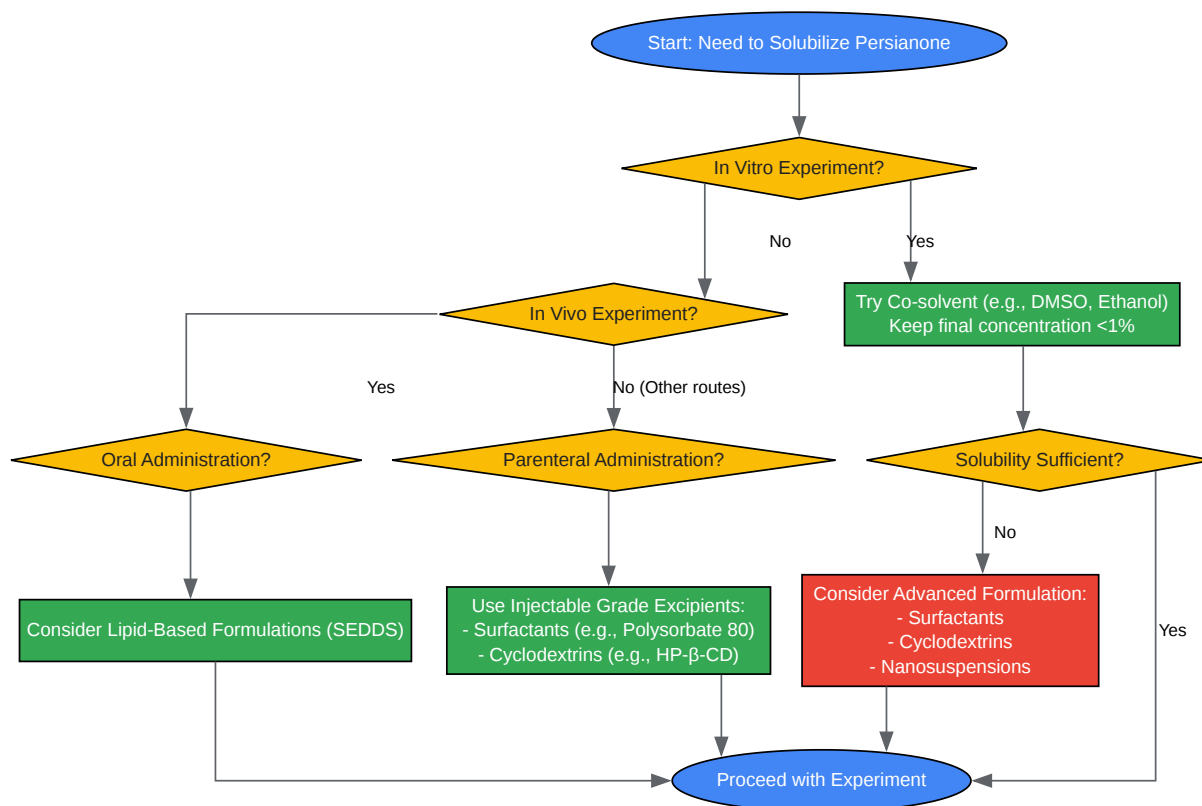 Start: Need to Solubilize Persianone
In Vitro Experiment?
No
Yes
In Vivo Experiment?
Try Co-solvent (e.g., DMSO, Ethanol)
Keep final concentration <1%
Yes
No (Other routes)
Oral Administration?
Parenteral Administration?
Solubility Sufficient?
No
Consider Lipid-Based Formulations (SEDDS)
Use Injectable Grade Excipients:
- Surfactants (e.g., Polysorbate 80)
- Cyclodextrins (e.g., HP-β-CD)
Consider Advanced Formulation:
- Surfactants
- Cyclodextrins
- Nanosuspensions
Yes
Proceed with Experiment